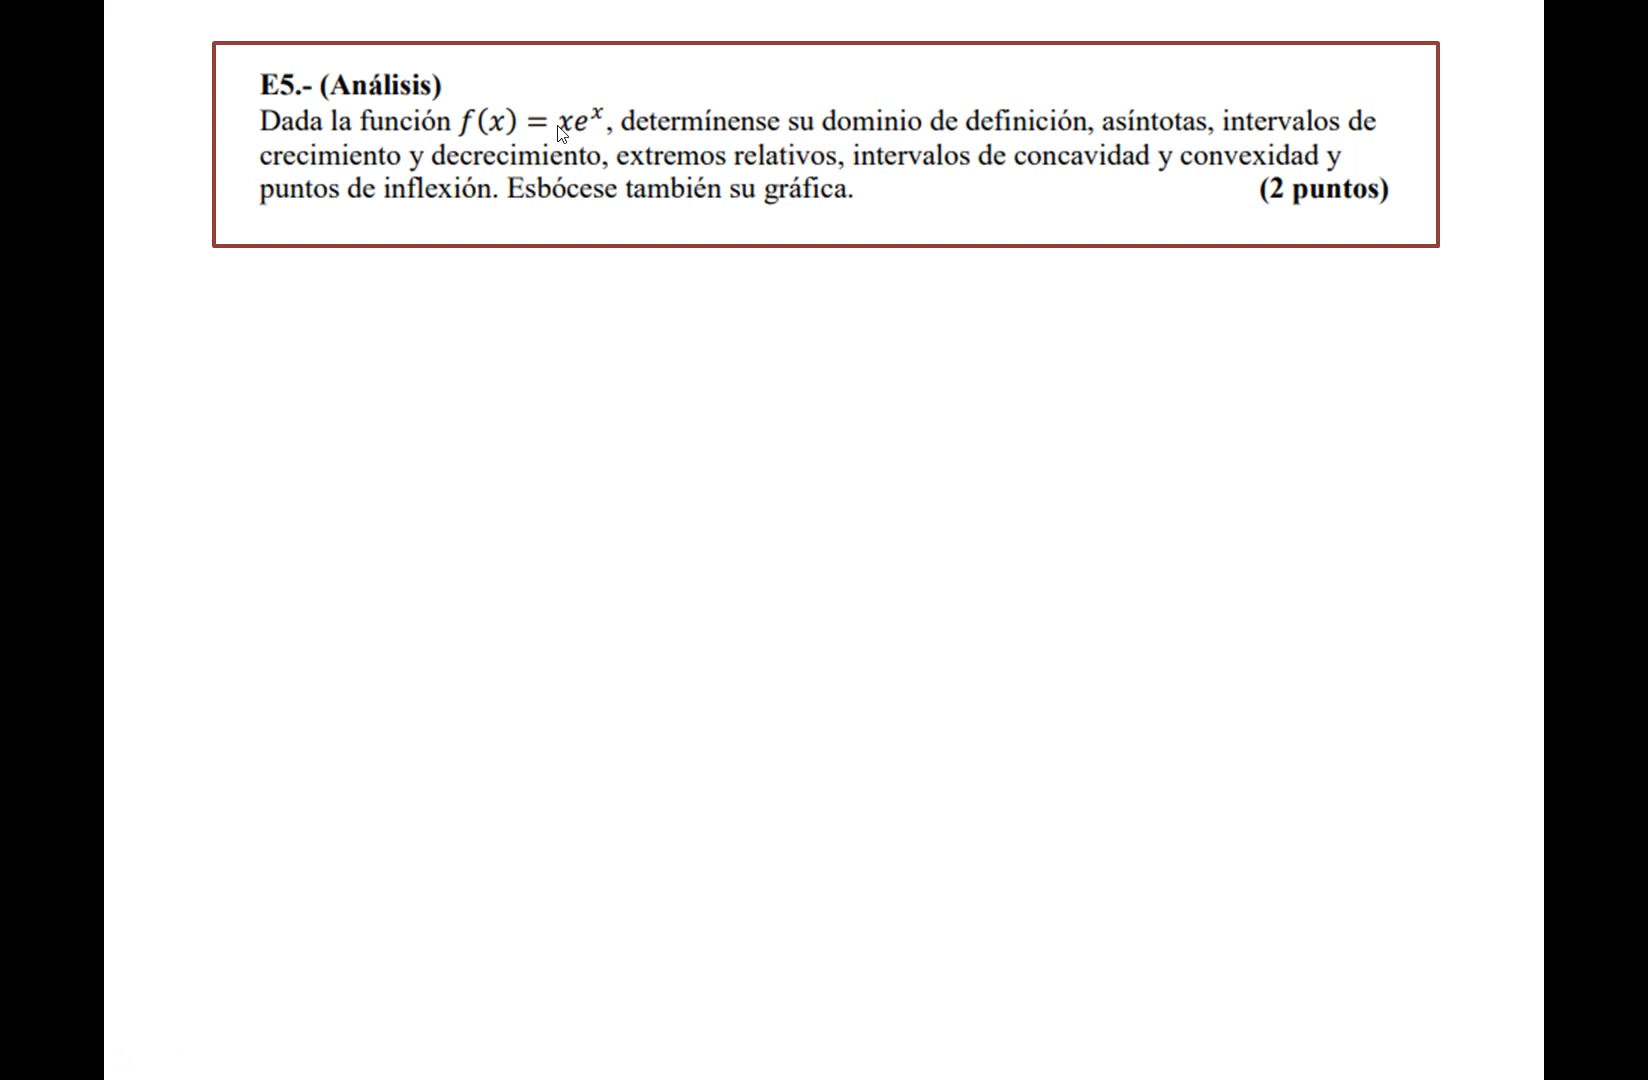 E5.- (Análisis)
Dada la función f(x) = xeˣ, determínense su dominio de definición, asíntotas, intervalos de
crecimiento y decrecimiento, extremos relativos, intervalos de concavidad y convexidad y
puntos de inflexión. Esbócese también su gráfica. (2 puntos)